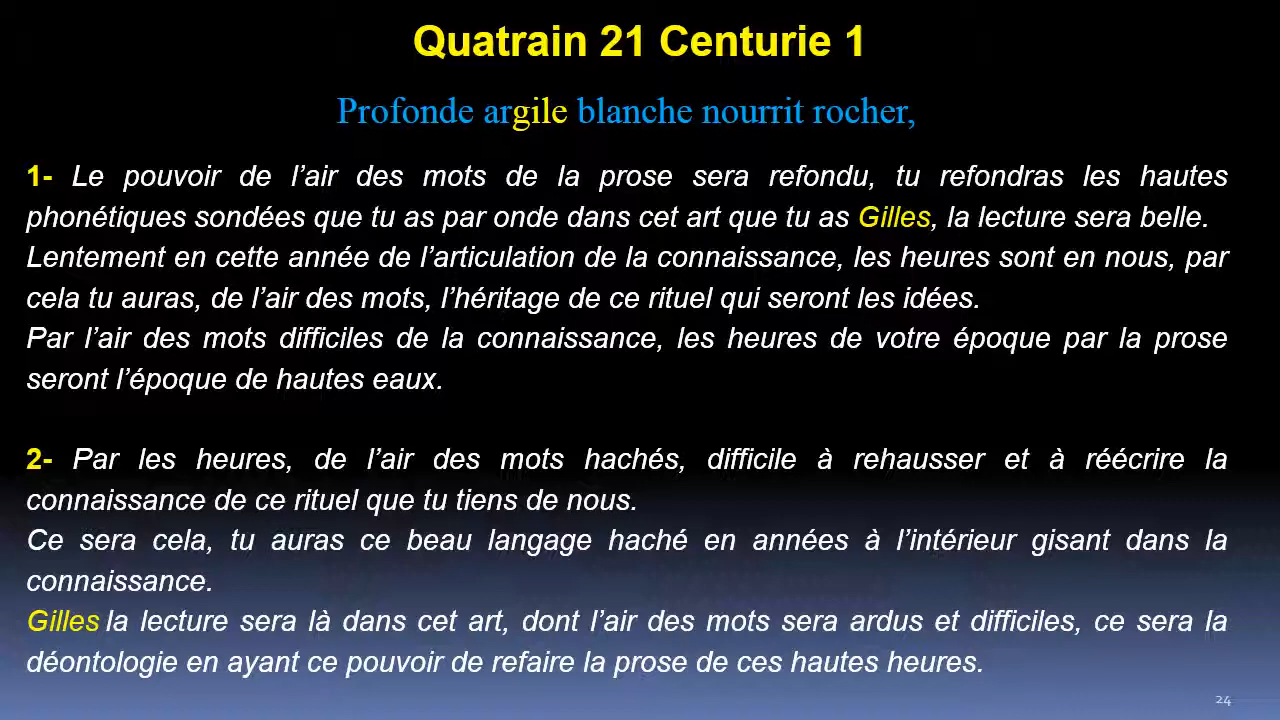 Quatrain 21 Centurie 1
Profonde argile blanche nourrit rocher,
1- Le pouvoir de l’air des mots de la prose sera refondu, tu refondras les hautes
phonétiques sondées que tu as par onde dans cet art que tu as Gilles, la lecture sera belle.
Lentement en cette année de l’articulation de la connaissance, les heures sont en nous, par
cela tu auras, de l’air des mots, l’héritage de ce rituel qui seront les idées.
Par l’air des mots difficiles de la connaissance, les heures de votre époque par la prose
seront l’époque de hautes eaux.
2- Par les heures, de l’air des mots hachés, difficile à rehausser et à réécrire la
connaissance de ce rituel que tu tiens de nous.
Ce sera cela, tu auras ce beau langage haché en années à l’intérieur gisant dans la
connaissance.
Gilles la lecture sera là dans cet art, dont l’air des mots sera ardus et difficiles, ce sera la
déontologie en ayant ce pouvoir de refaire la prose de ces hautes heures.
24